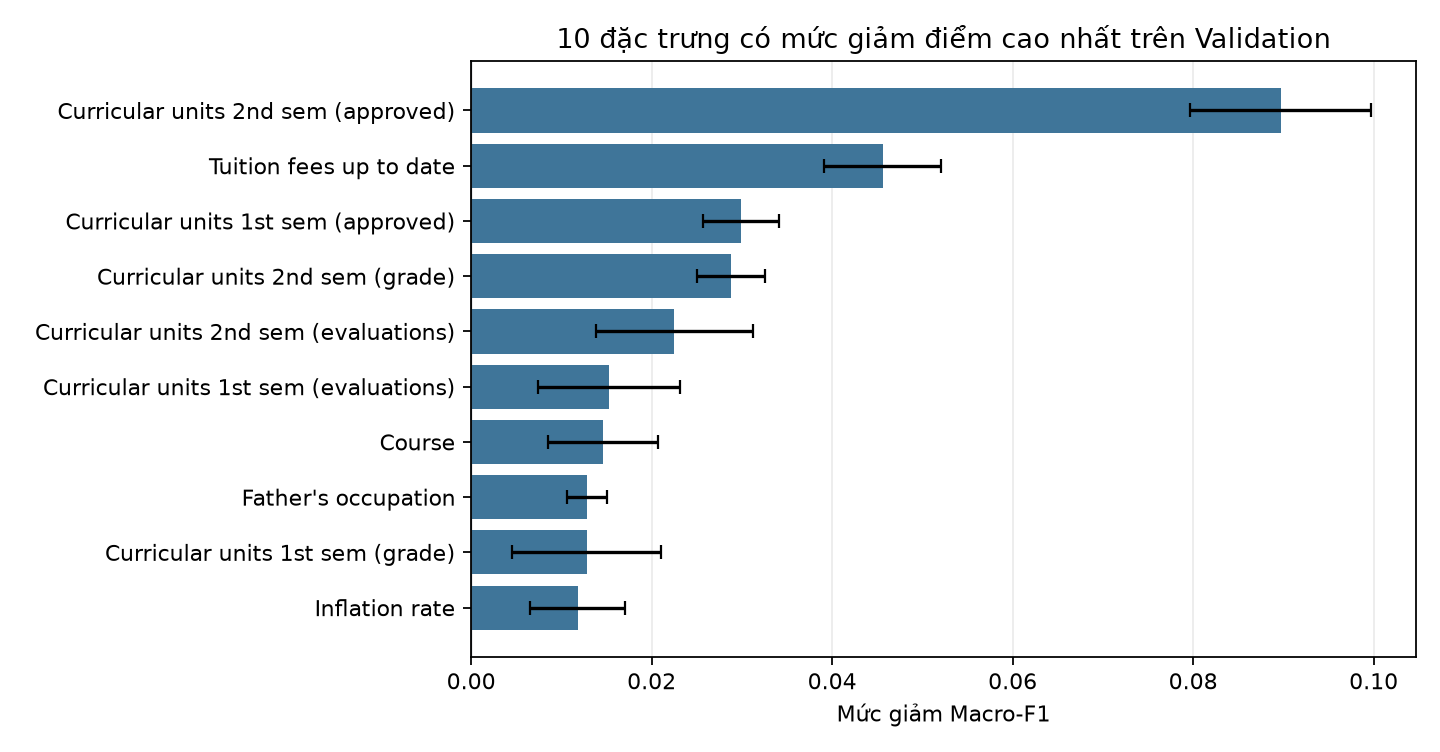 10 đặc trưng có mức giảm điểm cao nhất trên Validation
Curricular units 2nd sem (approved)
Tuition fees up to date
Curricular units 1st sem (approved)
Curricular units 2nd sem (grade)
Curricular units 2nd sem (evaluations)
Curricular units 1st sem (evaluations)
Course
Father's occupation
Curricular units 1st sem (grade)
Inflation rate
0.00 0.02 0.04 0.06 0.08 0.10
Mức giảm Macro-F1